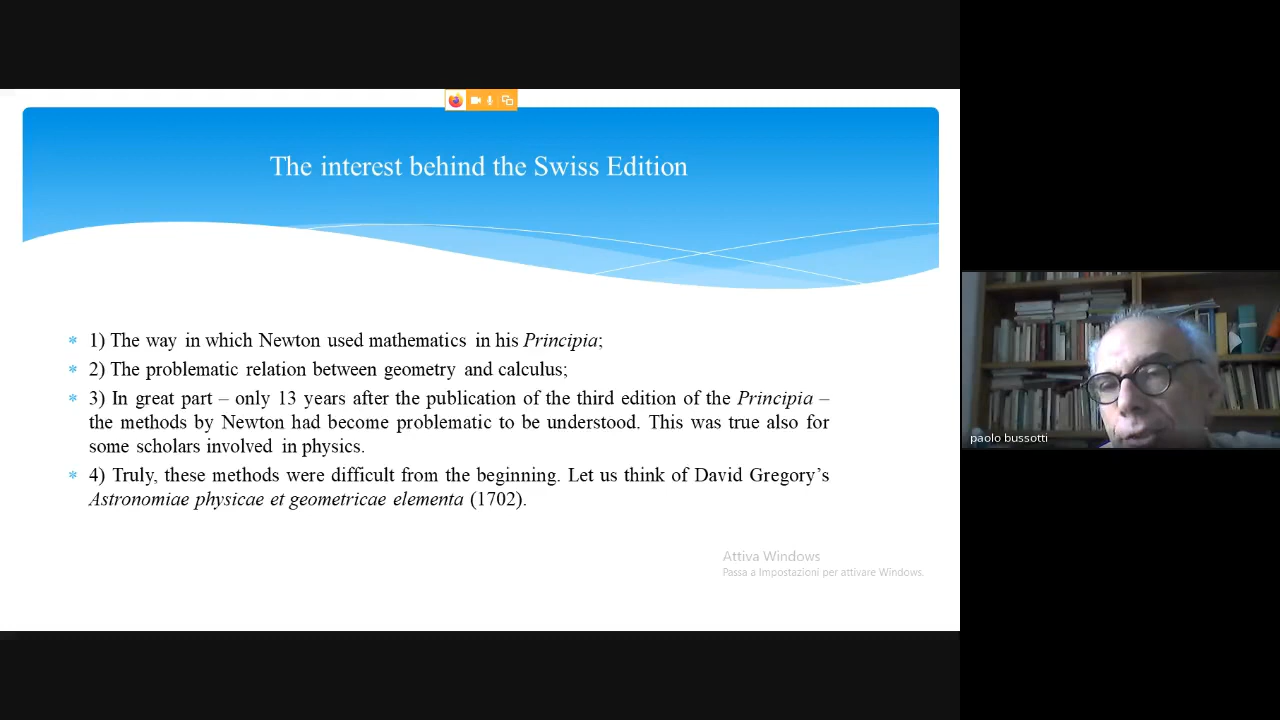 The interest behind the Swiss Edition
1) The way in which Newton used mathematics in his Principia;
2) The problematic relation between geometry and calculus;
3) In great part – only 13 years after the publication of the third edition of the Principia –
the methods by Newton had become problematic to be understood. This was true also for
some scholars involved in physics.
4) Truly, these methods were difficult from the beginning. Let us think of David Gregory’s
Astronomiae physicae et geometricae elementa (1702).
Attiva Windows
Passa a Impostazioni per attivare Windows.
paolo bussotti